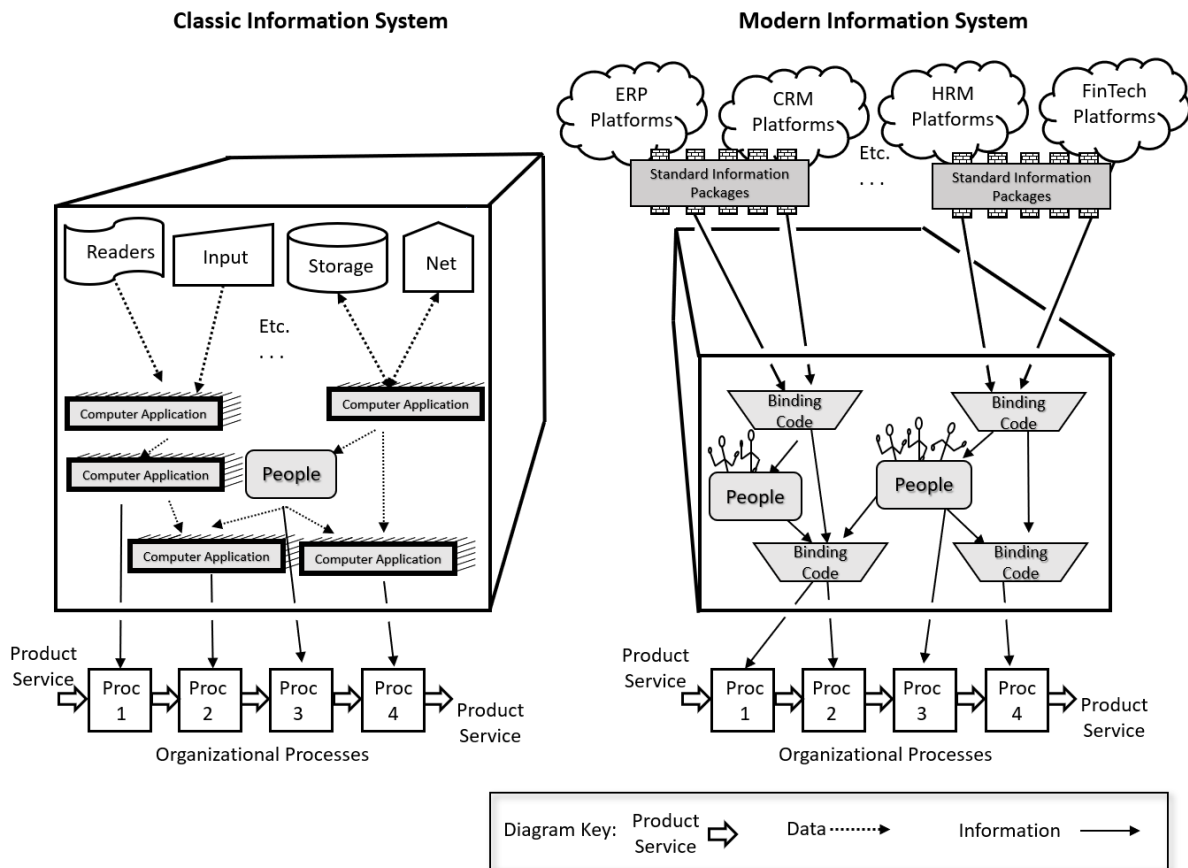 Classic Information System
Readers
Input
Storage
Net
Etc.
. . .
Computer Application
Computer Application
Computer Application
People
Computer Application
Computer Application
Product
Service
Proc
1
Proc
2
Proc
3
Proc
4
Product
Service
Organizational Processes
Modern Information System
ERP
Platforms
CRM
Platforms
HRM
Platforms
FinTech
Platforms
Etc.
. . .
Standard Information
Packages
Standard Information
Packages
Binding
Code
Binding
Code
People
People
Binding
Code
Binding
Code
Product
Service
Proc
1
Proc
2
Proc
3
Proc
4
Product
Service
Organizational Processes
Diagram Key:
Product
Service
Data
Information